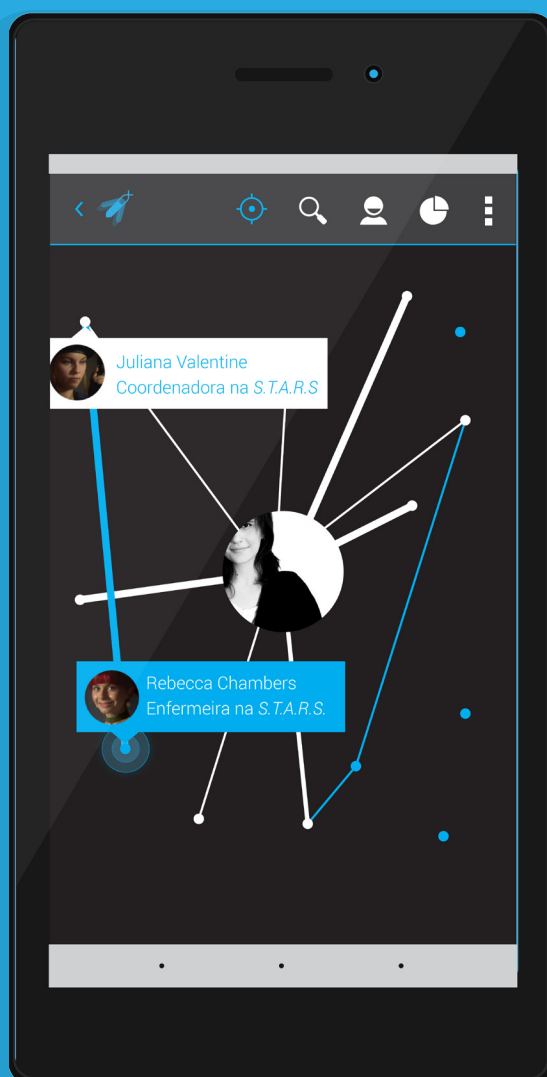 Juliana Valentine
Coordenadora na S.T.A.R.S
Rebecca Chambers
Enfermeira na S.T.A.R.S.